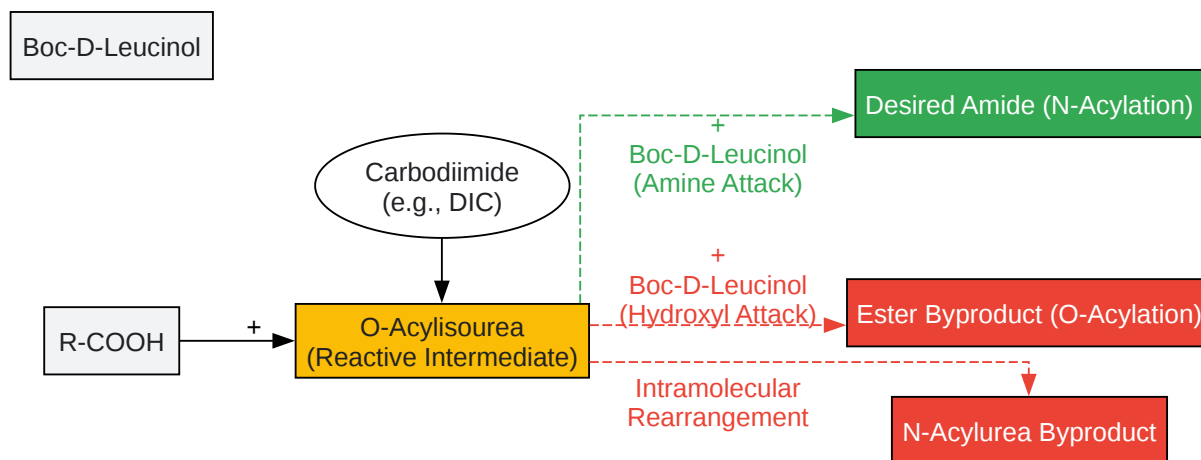 Boc-D-Leucinol
Desired Amide (N-Acylation)
+
Boc-D-Leucinol
(Amine Attack)
Carbodiimide
(e.g., DIC)
+
Boc-D-Leucinol
(Hydroxyl Attack)
Ester Byproduct (O-Acylation)
R-COOH
+
O-Acylisourea
(Reactive Intermediate)
Intramolecular
Rearrangement
N-Acylurea Byproduct